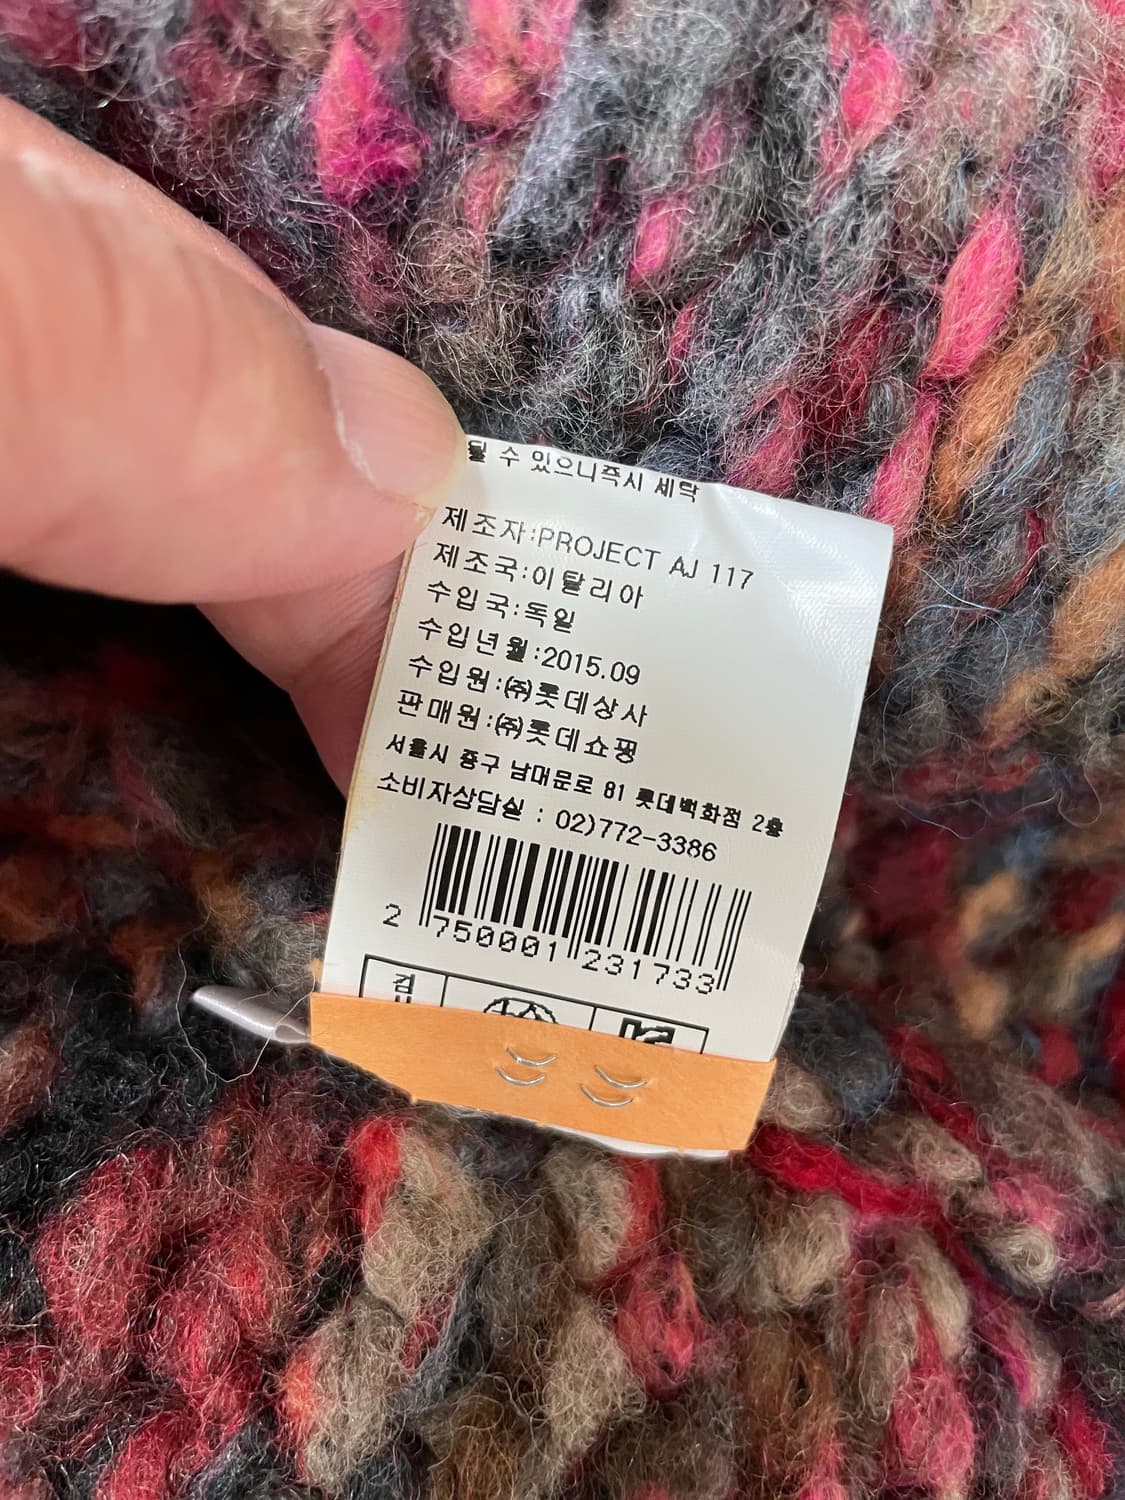 될 수 있으니즉시 세탁
제조자:PROJECT AJ 117
제조국:이탈리아
수입국:독일
수입년월:2015.09
수입원:㈜롯데상사
판매원:㈜롯데쇼핑
서울시 중구 남대문로 81 롯데백화점 2층
소비자상담실 : 02)772-3386
2 750001 231733